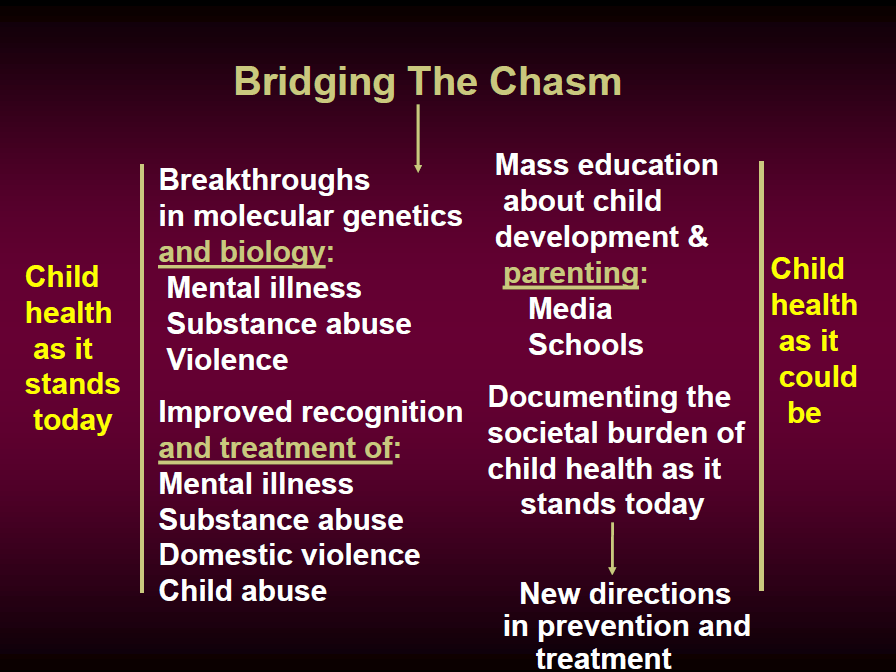 Bridging The Chasm
Child
health
as it
stands
today
Breakthroughs
in molecular genetics
and biology:
Mental illness
Substance abuse
Violence
Improved recognition
and treatment of:
Mental illness
Substance abuse
Domestic violence
Child abuse
Mass education
about child
development &
parenting:
Media
Schools
Documenting the
societal burden of
child health as it
stands today
New directions
in prevention and
treatment
Child
health
as it
could
be